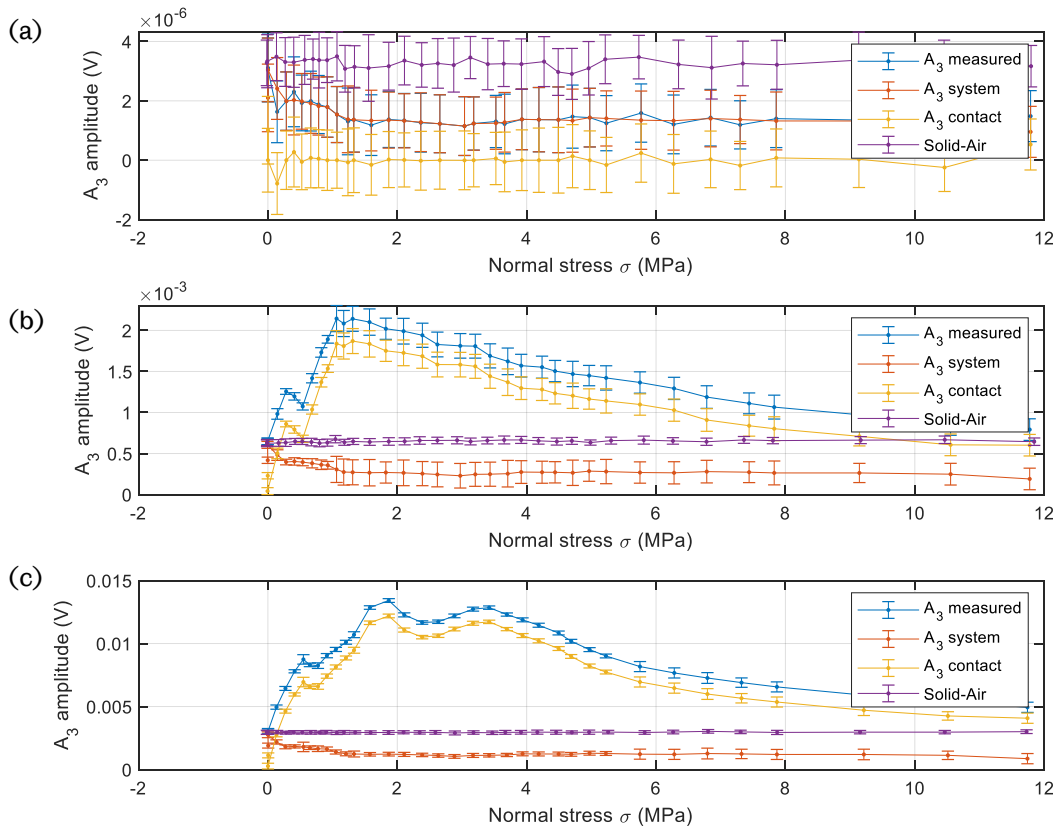 (a)
×10⁻⁶
A₃ amplitude (V)
4
2
0
-2
-2 0 2 4 6 8 10 12
Normal stress σ (MPa)
A₃ measured
A₃ system
A₃ contact
Solid-Air
(b)
×10⁻³
A₃ amplitude (V)
2
1.5
1
0.5
0
-2 0 2 4 6 8 10 12
Normal stress σ (MPa)
A₃ measured
A₃ system
A₃ contact
Solid-Air
(c)
A₃ amplitude (V)
0.015
0.01
0.005
0
-2 0 2 4 6 8 10 12
Normal stress σ (MPa)
A₃ measured
A₃ system
A₃ contact
Solid-Air